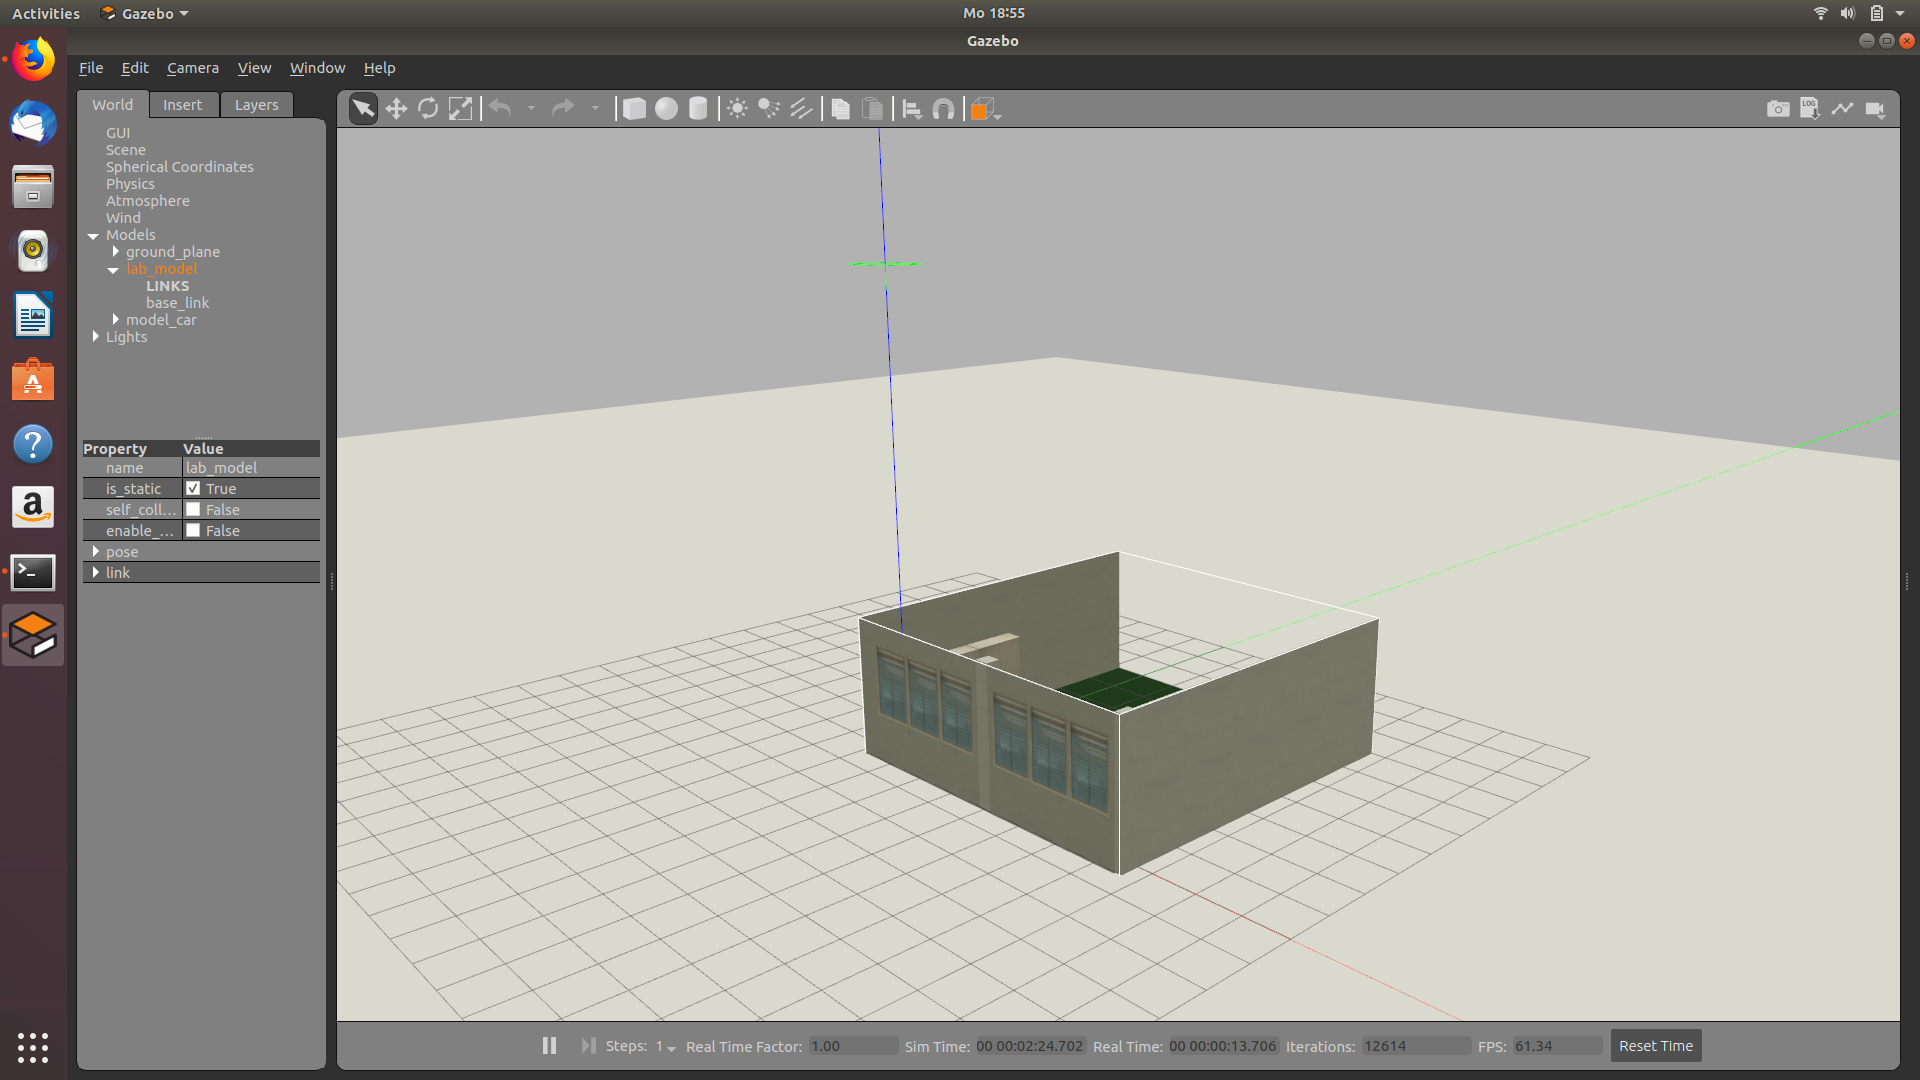 Activities
Gazebo
Mo 18:55
Gazebo
File Edit Camera View Window Help
World Insert Layers
GUI
Scene
Spherical Coordinates
Physics
Atmosphere
Wind
Models
ground_plane
lab_model
LINKS
base_link
model_car
Lights
LOG
Property Value
name lab_model
is_static True
self_coll... False
enable_... False
pose
link
Steps: 1 Real Time Factor: 1.00 Sim Time: 00 00:02:24.702 Real Time: 00 00:00:13.706 Iterations: 12614 FPS: 61.34 Reset Time